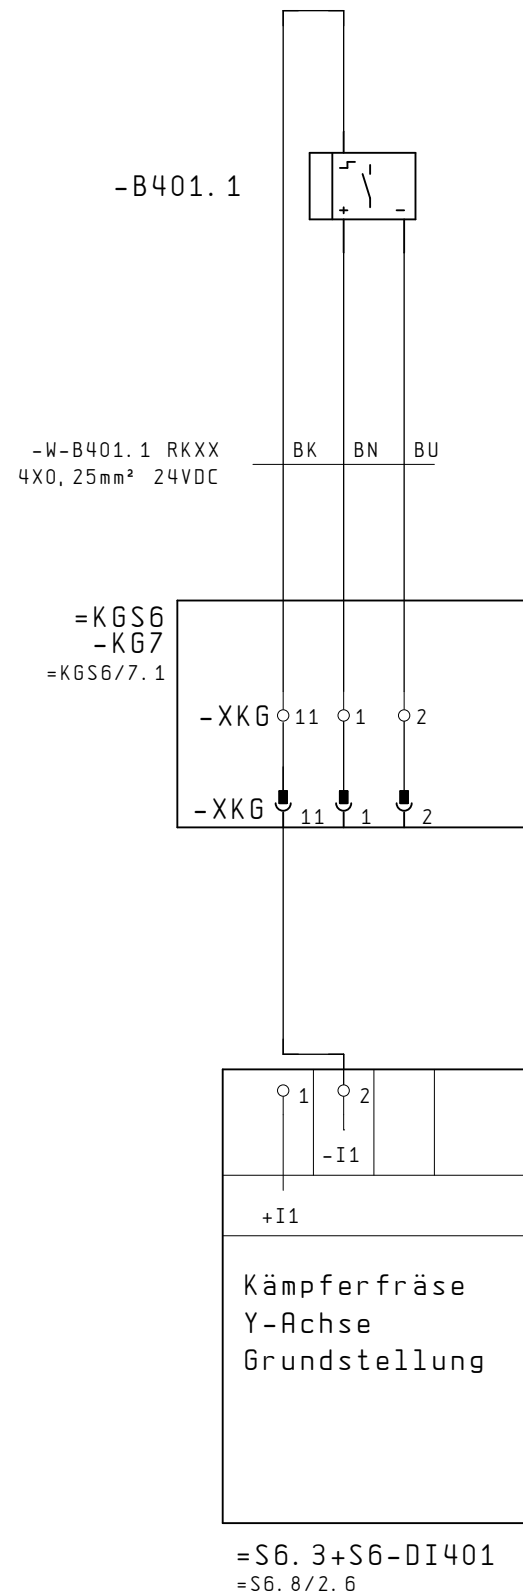 -B401.1
+ -
-W-B401.1 RKXX
4X0,25mm² 24VDC
BK BN BU
=KGS6
-KG7
=KGS6/7.1
-XKG 11 1 2
-XKG 11 1 2
1 2
-I1
+I1
Kämpferfräse
Y-Achse
Grundstellung
=S6.3+S6-DI401
=S6.8/2.6